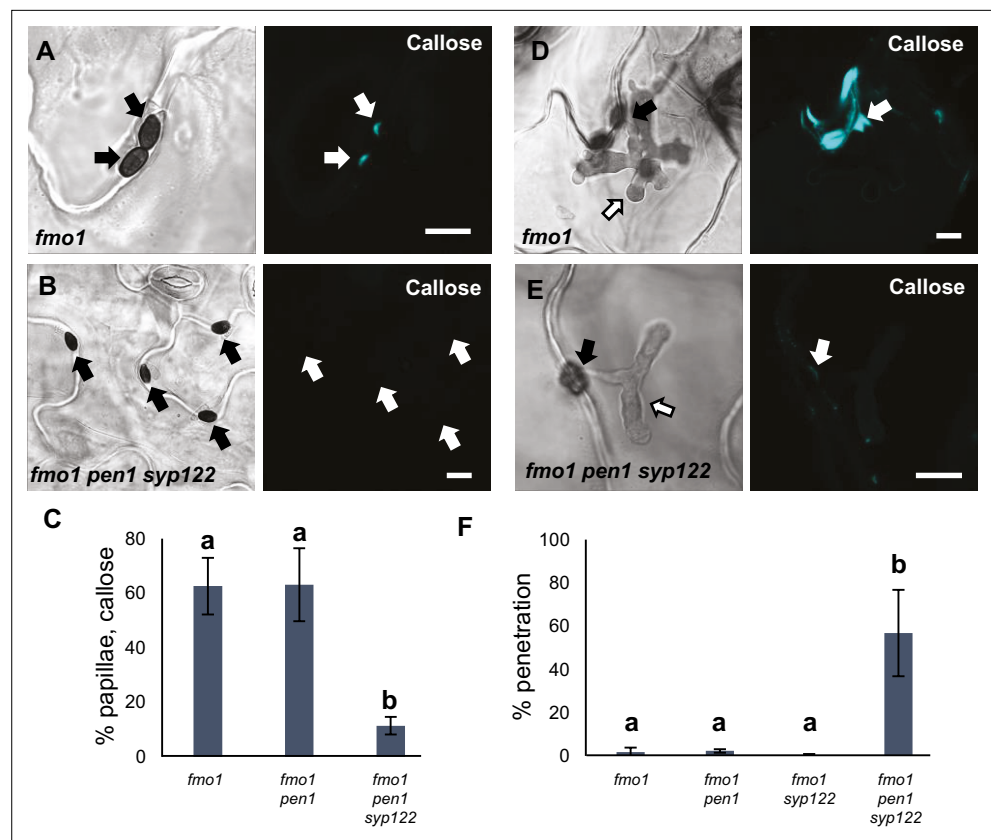 A
Callose
fmo1
D
Callose
fmo1
B
Callose
fmo1 pen1 syp122
E
Callose
fmo1 pen1 syp122
C
% papillae, callose
80
60
40
20
0
a
a
b
fmo1
fmo1
pen1
fmo1
pen1
syp122
F
% penetration
100
80
60
40
20
0
a
a
a
b
fmo1
fmo1
pen1
fmo1
syp122
fmo1
pen1
syp122